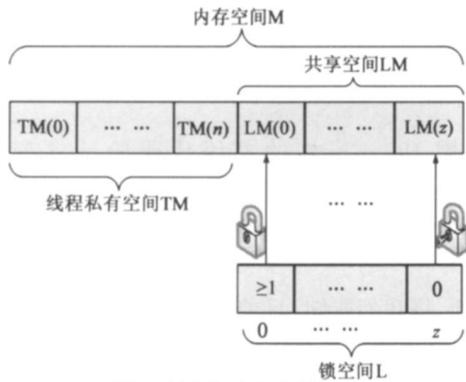 内存空间M
共享空间LM
TM(0) … … TM(n) LM(0) … … LM(z)
线程私有空间TM
… …
≥1 … … 0
0 … … z
锁空间L